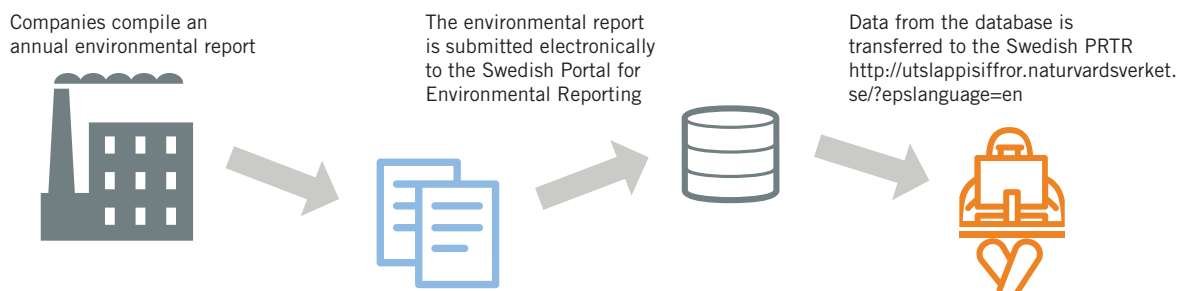 Companies compile an
annual environmental report
The environmental report
is submitted electronically
to the Swedish Portal for
Environmental Reporting
Data from the database is
transferred to the Swedish PRTR
http://utslappisiffror.naturvardsverket.
se/?epslanguage=en